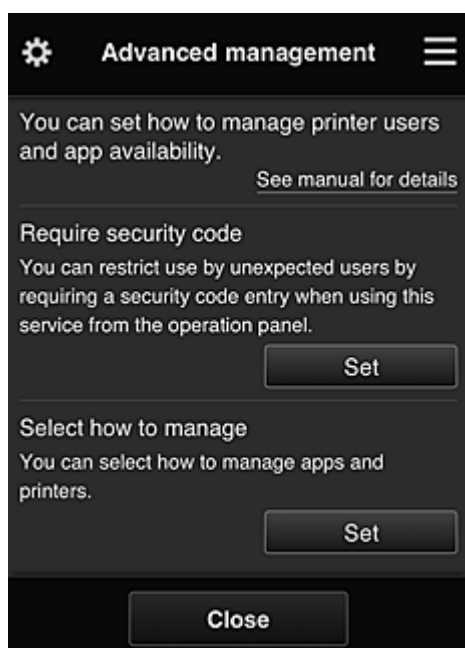 Advanced management
You can set how to manage printer users
and app availability.
See manual for details
Require security code
You can restrict use by unexpected users by
requiring a security code entry when using this
service from the operation panel.
Set
Select how to manage
You can select how to manage apps and
printers.
Set
Close